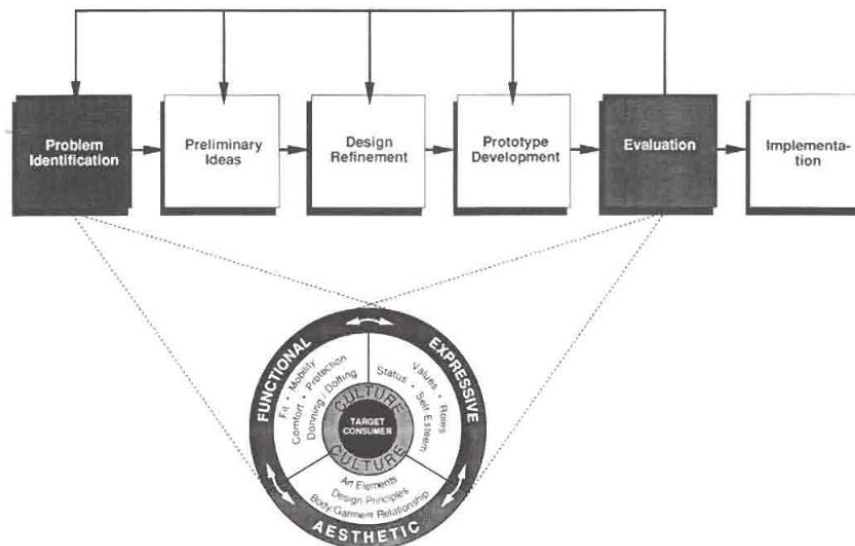 Problem
Identification
Preliminary
Ideas
Design
Refinement
Prototype
Development
Evaluation
Implementa-
tion
FUNCTIONAL
Fit • Mobility
Comfort • Protection
Donning / Doffing
EXPRESSIVE
Values • Roles
Status • Self Esteem
CULTURE
TARGET
CONSUMER
CULTURE
Art Elements
Design Principles
Body/Garment Relationship
AESTHETIC